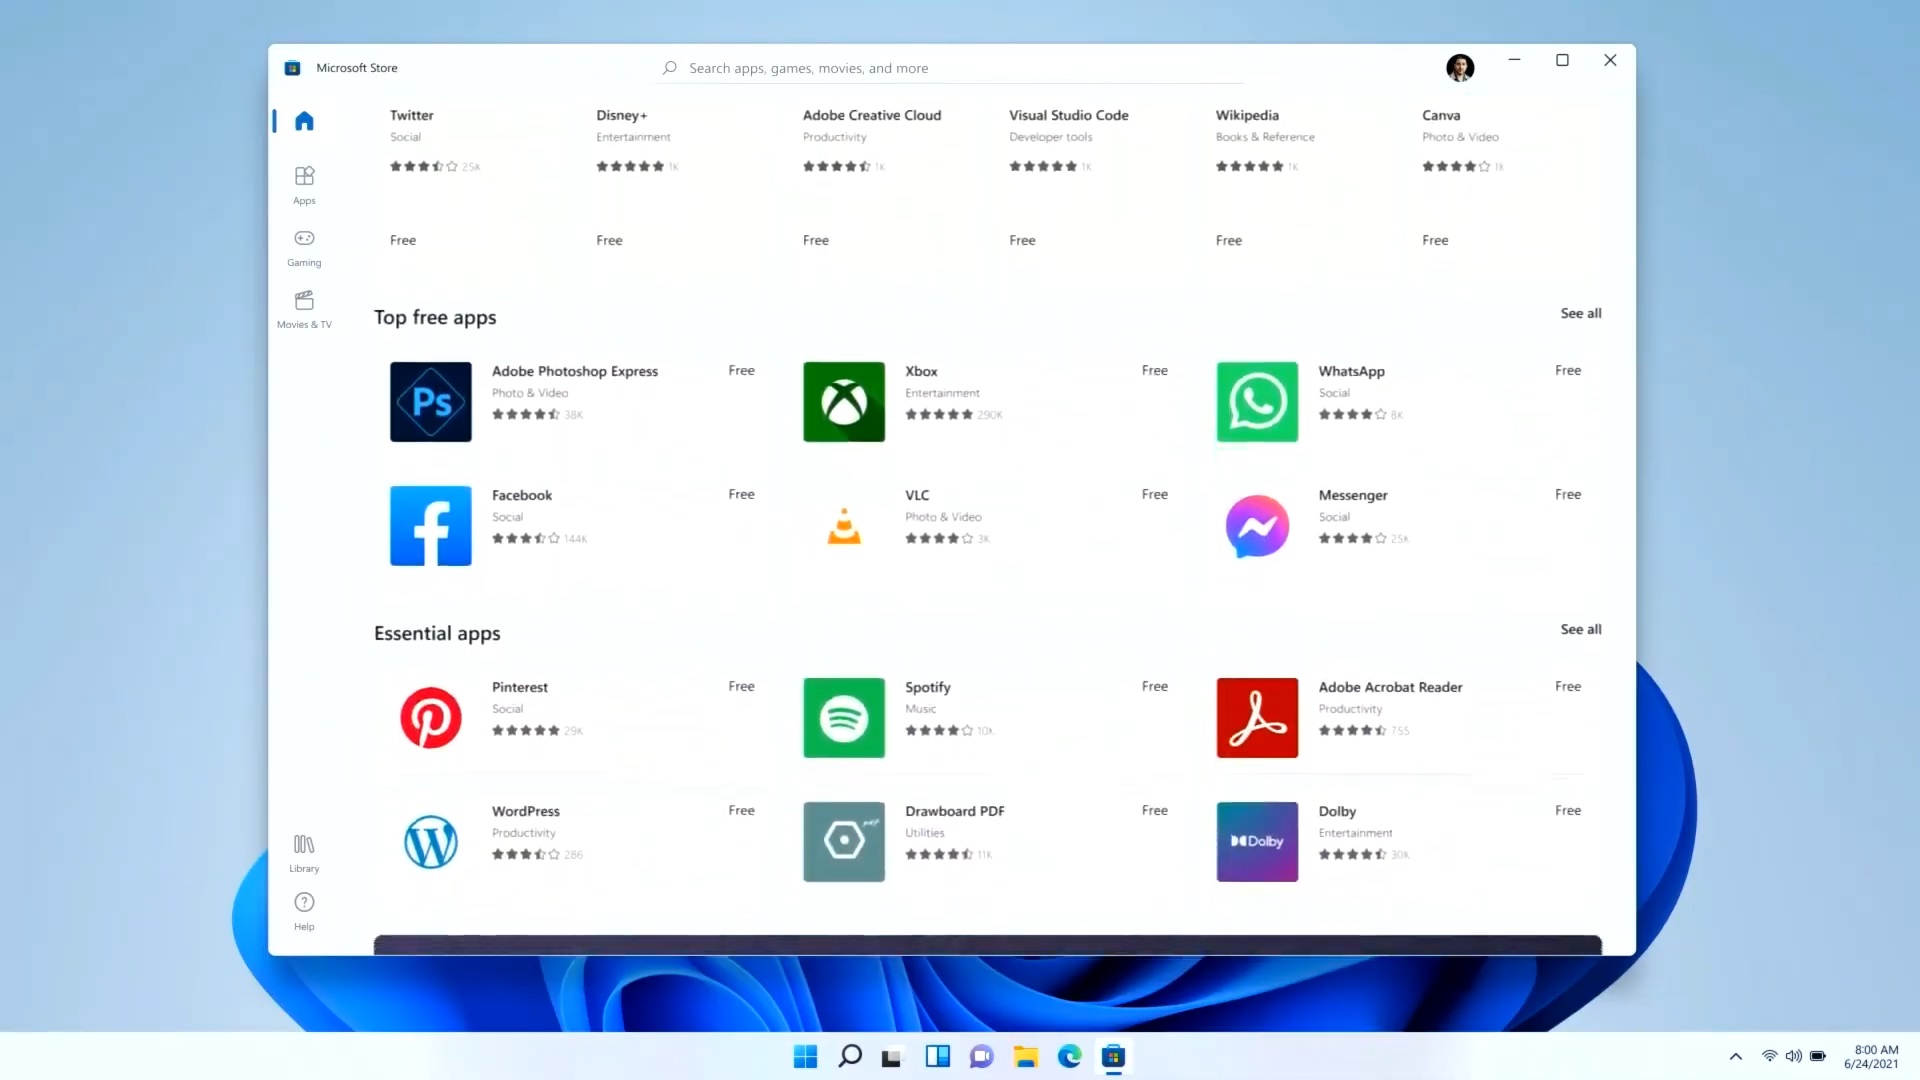 Microsoft Store
Search apps, games, movies, and more
Apps
Gaming
Movies & TV
Library
Help
Twitter
Social
25K
Free
Disney+
Entertainment
1K
Free
Adobe Creative Cloud
Productivity
1K
Free
Visual Studio Code
Developer tools
1K
Free
Wikipedia
Books & Reference
1K
Free
Canva
Photo & Video
1K
Free
Top free apps
See all
Ps
Adobe Photoshop Express
Free
Photo & Video
38K
Xbox
Free
Entertainment
290K
WhatsApp
Free
Social
8K
Facebook
Free
Social
144K
VLC
Free
Photo & Video
3K
Messenger
Free
Social
25K
Essential apps
See all
Pinterest
Free
Social
29K
Spotify
Free
Music
10K
Adobe Acrobat Reader
Free
Productivity
755
WordPress
Free
Productivity
286
Drawboard PDF
Free
Utilities
11K
Dolby
Dolby
Free
Entertainment
30K
8:00 AM
6/24/2021